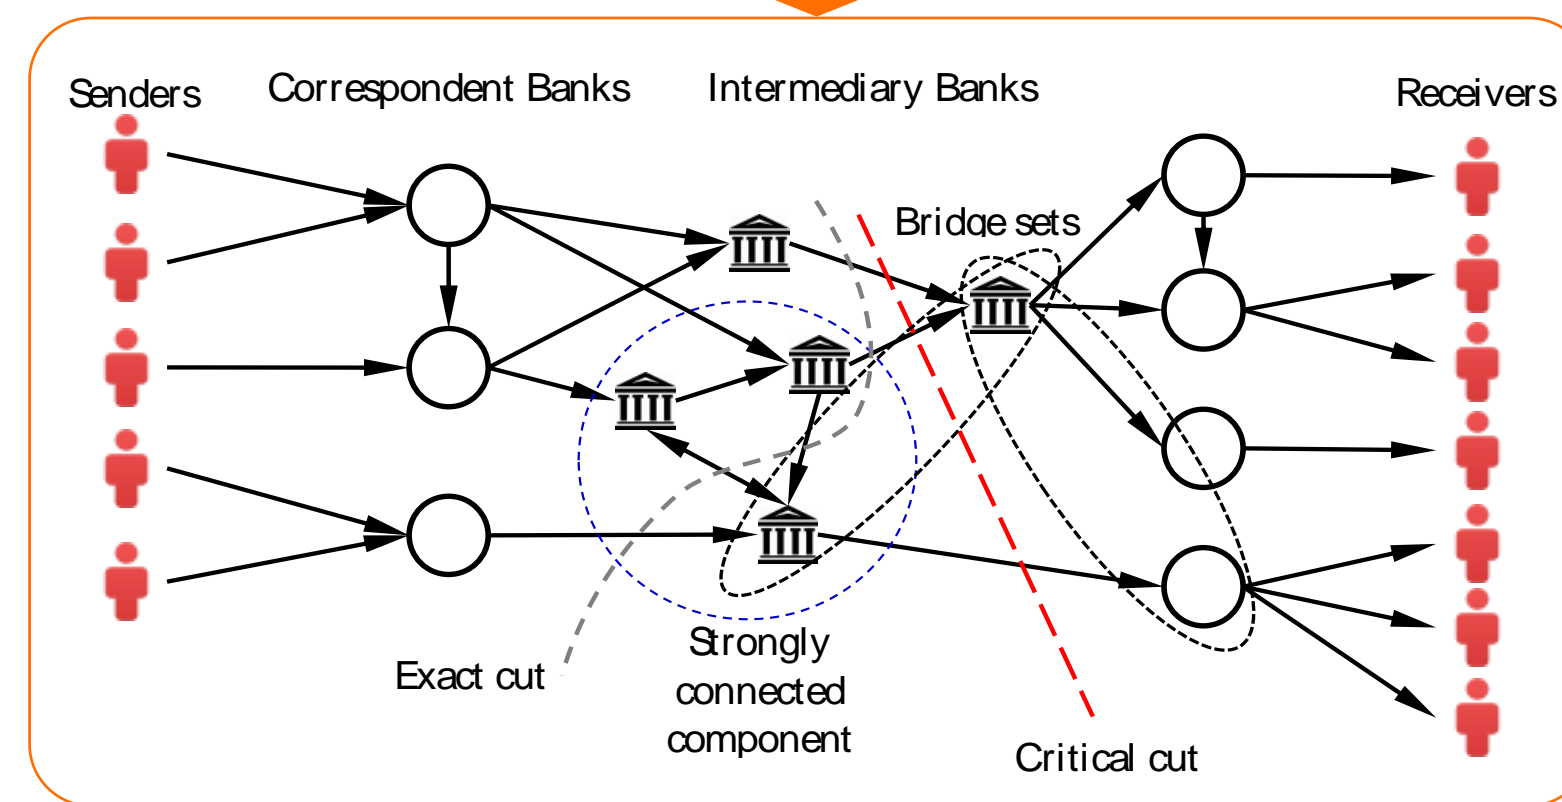 Senders
Correspondent Banks
Intermediary Banks
Receivers
Bridge sets
Exact cut
Strongly
connected
component
Critical cut